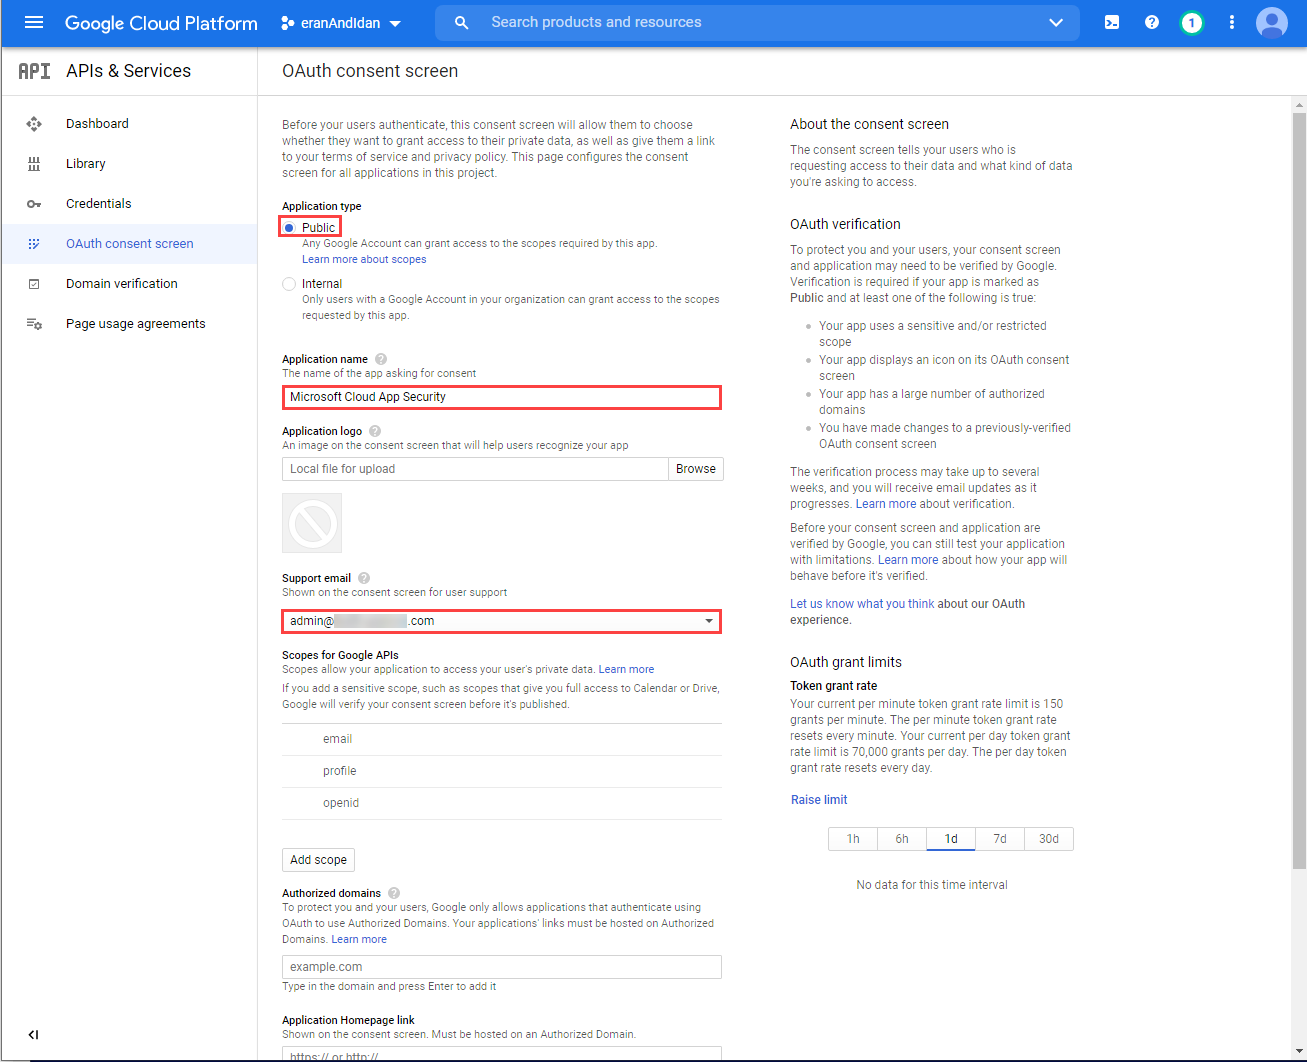 Google Cloud Platform
eranAndIdan
Search products and resources
1
API
APIs & Services
OAuth consent screen
Dashboard
Library
Credentials
OAuth consent screen
Domain verification
Page usage agreements
Before your users authenticate, this consent screen will allow them to choose
whether they want to grant access to their private data, as well as give them a link
to your terms of service and privacy policy. This page configures the consent
screen for all applications in this project.
Application type
Public
Any Google Account can grant access to the scopes required by this app.
Learn more about scopes
Internal
Only users with a Google Account in your organization can grant access to the scopes
requested by this app.
Application name ?
The name of the app asking for consent
Microsoft Cloud App Security
Application logo ?
An image on the consent screen that will help users recognize your app
Local file for upload
Browse
Support email ?
Shown on the consent screen for user support
admin@ .com
Scopes for Google APIs
Scopes allow your application to access your user's private data. Learn more
If you add a sensitive scope, such as scopes that give you full access to Calendar or Drive,
Google will verify your consent screen before it's published.
email
profile
openid
Add scope
Authorized domains ?
To protect you and your users, Google only allows applications that authenticate using
OAuth to use Authorized Domains. Your applications' links must be hosted on Authorized
Domains. Learn more
example.com
Type in the domain and press Enter to add it
Application Homepage link
Shown on the consent screen. Must be hosted on an Authorized Domain.
https:// or http://
About the consent screen
The consent screen tells your users who is
requesting access to their data and what kind of data
you're asking to access.
OAuth verification
To protect you and your users, your consent screen
and application may need to be verified by Google.
Verification is required if your app is marked as
Public and at least one of the following is true:
Your app uses a sensitive and/or restricted
scope
Your app displays an icon on its OAuth consent
screen
Your app has a large number of authorized
domains
You have made changes to a previously-verified
OAuth consent screen
The verification process may take up to several
weeks, and you will receive email updates as it
progresses. Learn more about verification.
Before your consent screen and application are
verified by Google, you can still test your application
with limitations. Learn more about how your app will
behave before it's verified.
Let us know what you think about our OAuth
experience.
OAuth grant limits
Token grant rate
Your current per minute token grant rate limit is 150
grants per minute. The per minute token grant rate
resets every minute. Your current per day token grant
rate limit is 70,000 grants per day. The per day token
grant rate resets every day.
Raise limit
1h 6h 1d 7d 30d
No data for this time interval